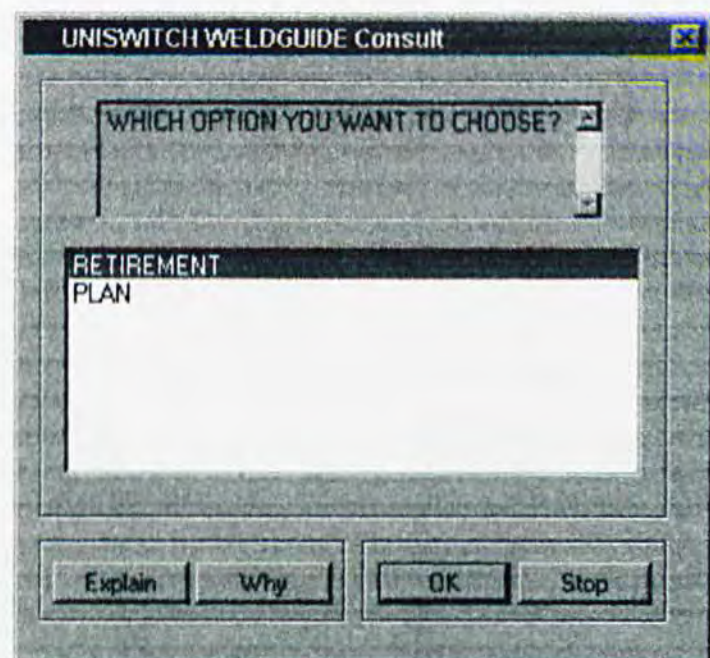 UNISWITCH WELDGUIDE Consult
WHICH OPTION YOU WANT TO CHOOSE?
RETIREMENT
PLAN
Explain Why OK Stop